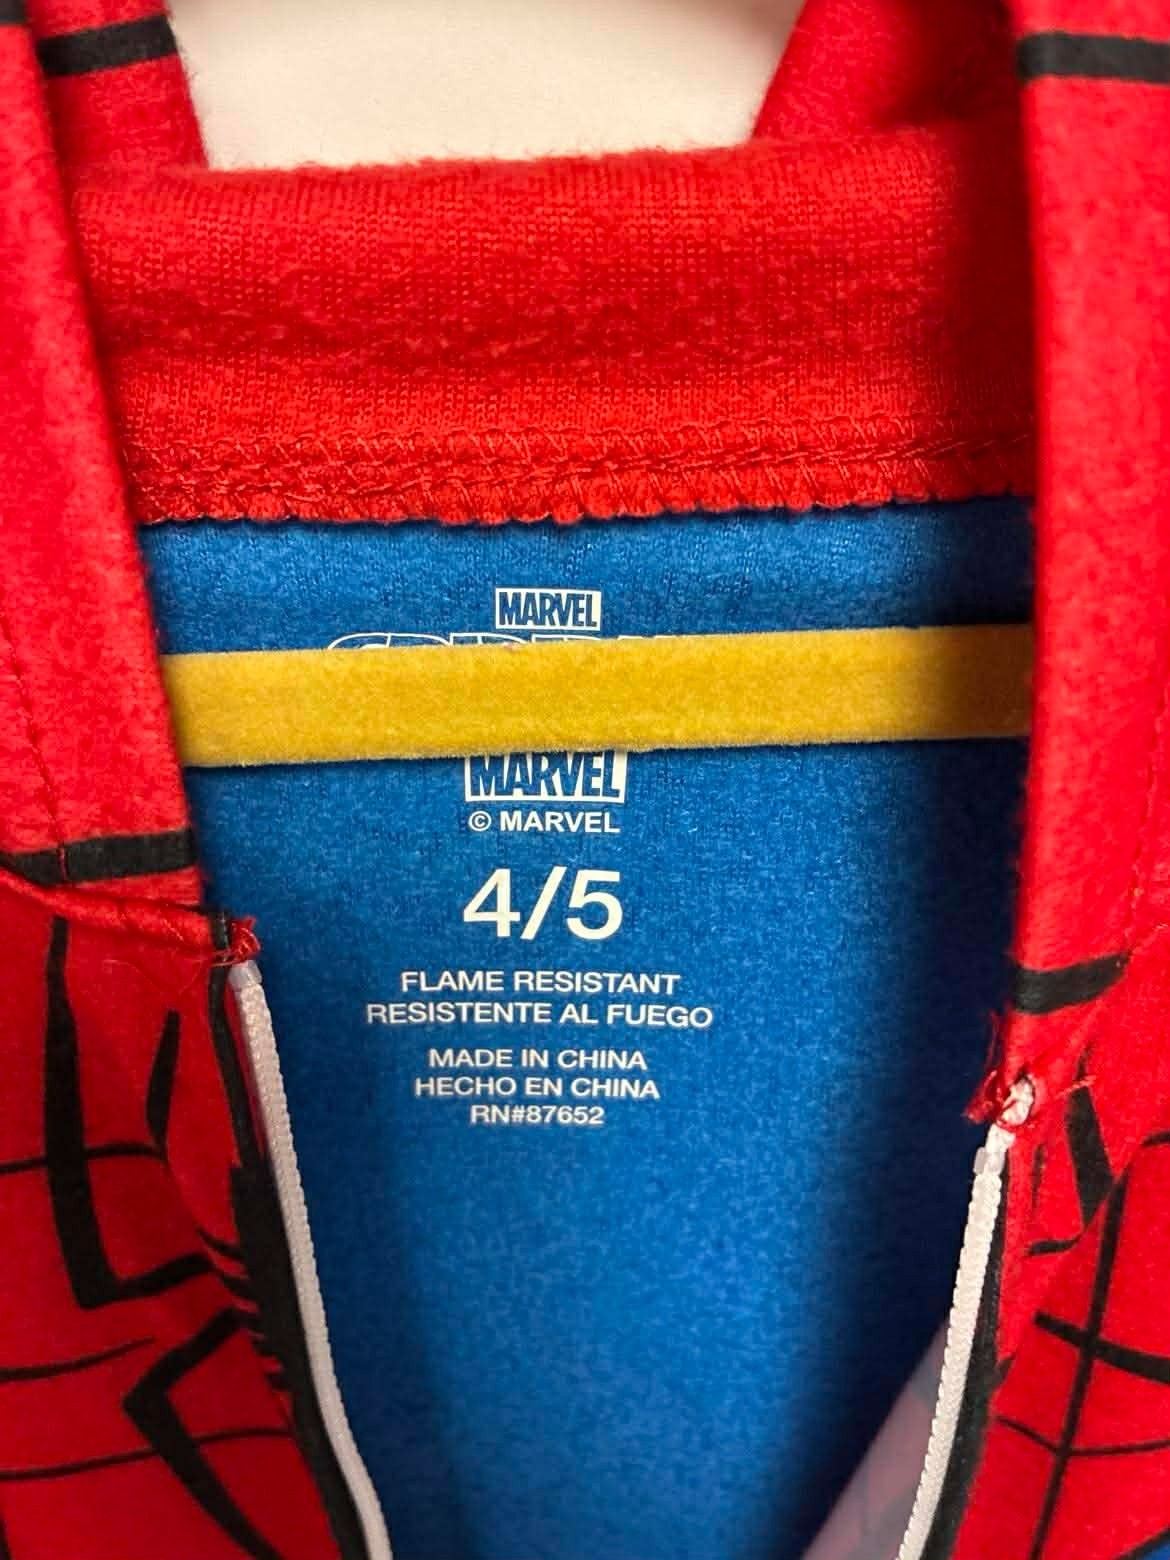 MARVEL
MARVEL
© MARVEL
4/5
FLAME RESISTANT
RESISTENTE AL FUEGO
MADE IN CHINA
HECHO EN CHINA
RN#87652